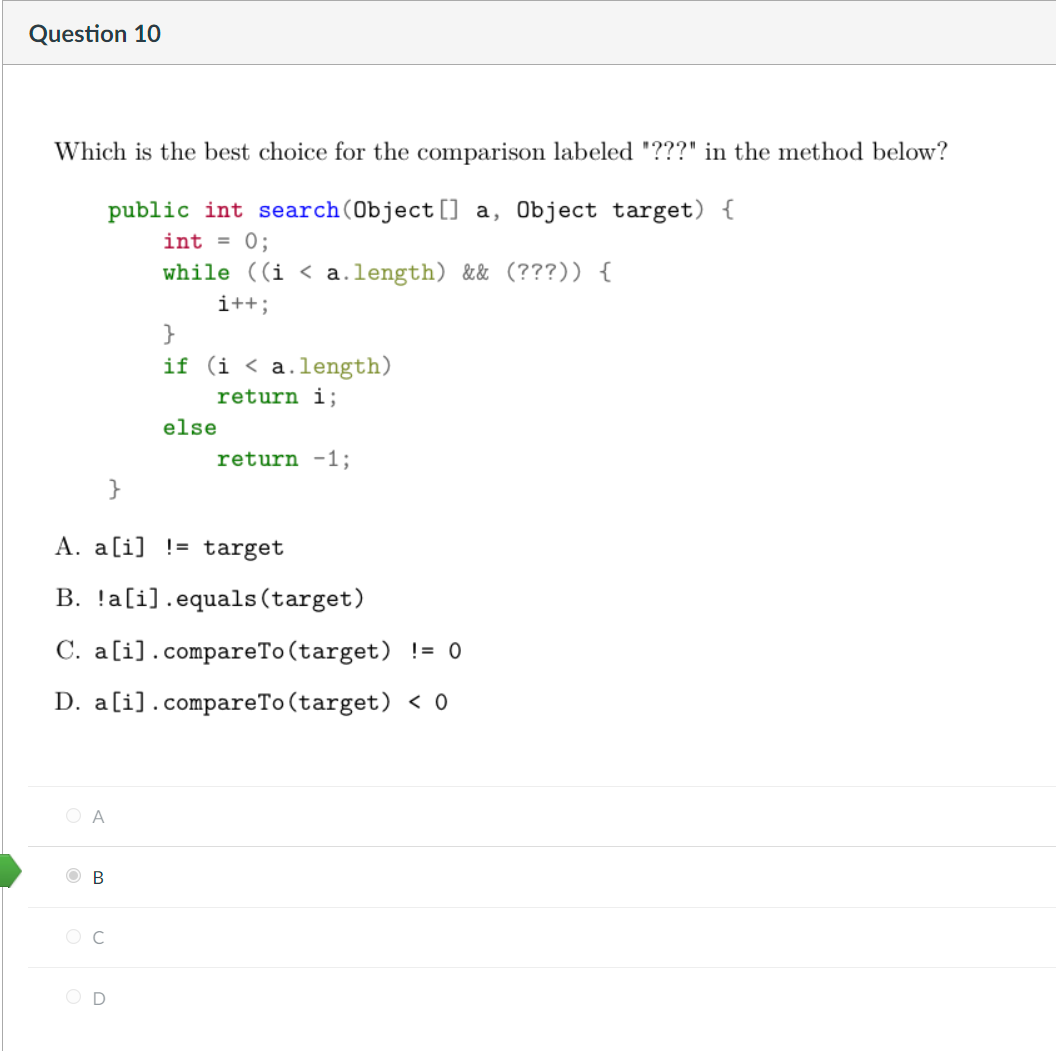 Question 10
Which is the best choice for the comparison labeled "???" in the method below?
public int search(Object[] a, Object target) {
int = 0;
while ((i < a.length) && (???)) {
i++;
}
if (i < a.length)
return i;
else
return -1;
}
A. a[i] != target
B. !a[i].equals(target)
C. a[i].compareTo(target) != 0
D. a[i].compareTo(target) < 0
A
B
C
D